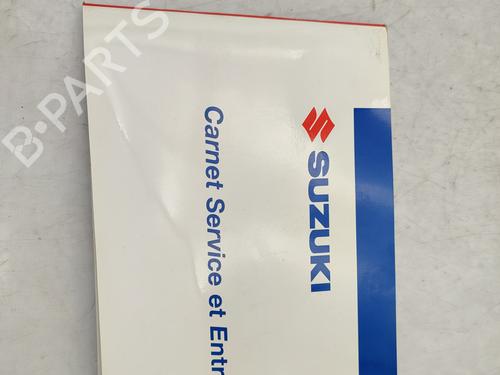 SUZUKI
Carnet Service et Entr
B-PARTS